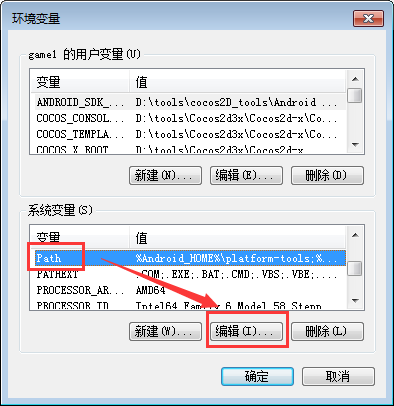 环境变量
game1 的用户变量(U)
变量 值
ANDROID_SDK_... D:\tools\cocos2D_tools\Android ...
COCOS_CONSOL... D:\tools\Cocos2d3x\Cocos2d-x\Co...
COCOS_TEMPLA... D:\tools\Cocos2d3x\Cocos2d-x\Co...
COCOS_X_ROOT D:\tools\Cocos2d3x\Cocos2d-x
新建(N)... 编辑(E)... 删除(D)
系统变量(S)
变量 值
Path %Android_HOME%\platform-tools;%...
PATHEXT .COM;.EXE;.BAT;.CMD;.VBS;.VBE;....
PROCESSOR_AR... AMD64
PROCESSOR_ID Intel64 Family 6 Model 58 Stepp
新建(W)... 编辑(I)... 删除(L)
确定 取消